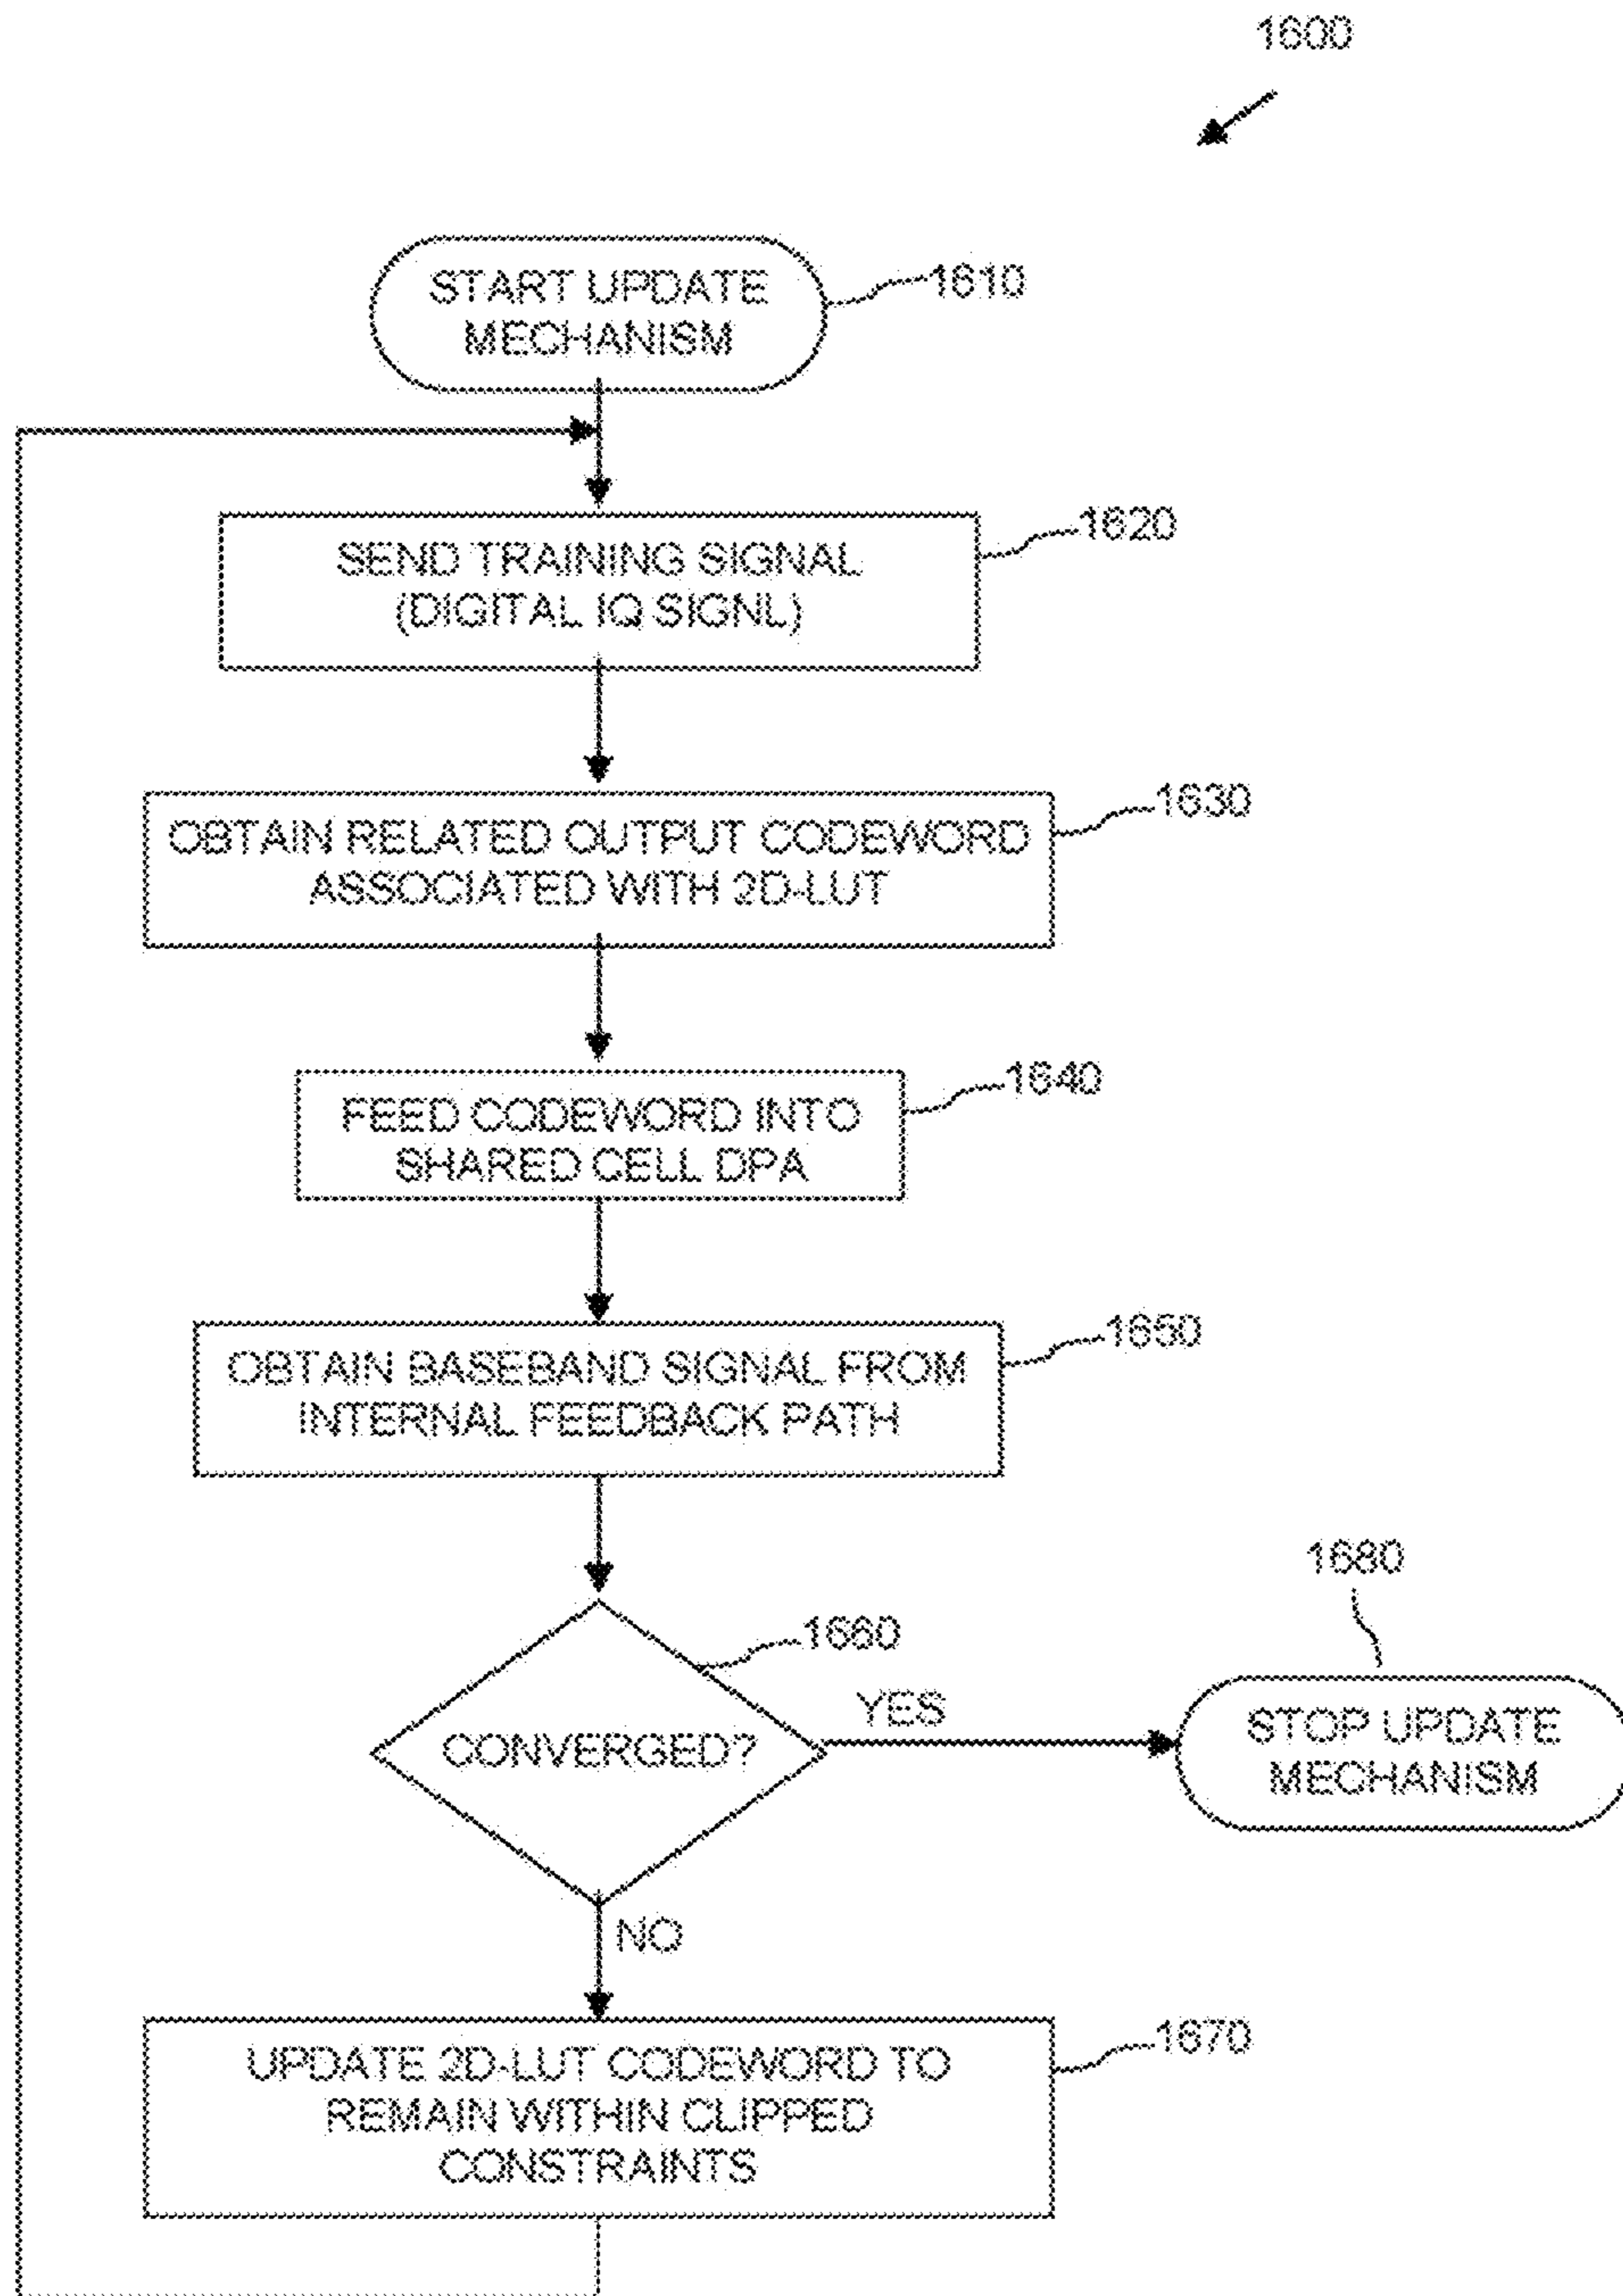 1600
START UPDATE
MECHANISM
1610
SEND TRAINING SIGNAL
(DIGITAL IQ SIGNL)
1620
OBTAIN RELATED OUTPUT CODEWORD
ASSOCIATED WITH 2D-LUT
1630
FEED CODEWORD INTO
SHARED CELL DPA
1640
OBTAIN BASEBAND SIGNAL FROM
INTERNAL FEEDBACK PATH
1650
CONVERGED?
1660
YES
STOP UPDATE
MECHANISM
1680
NO
UPDATE 2D-LUT CODEWORD TO
REMAIN WITHIN CLIPPED
CONSTRAINTS
1670